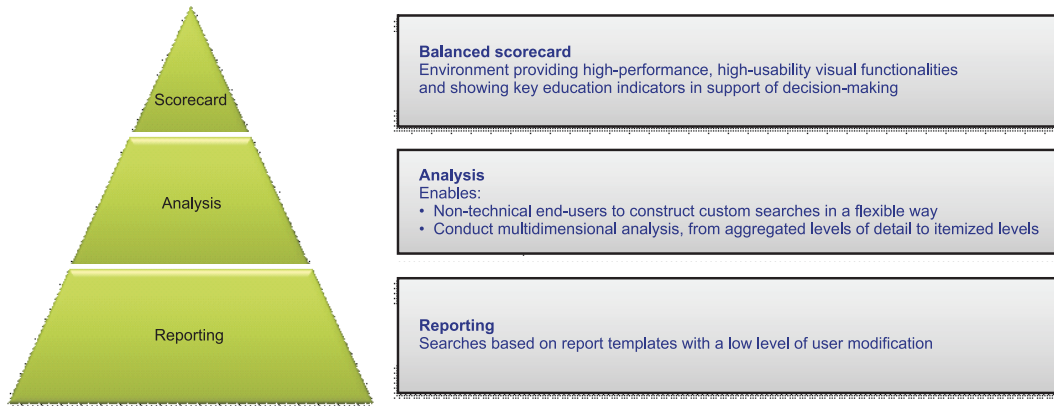 Scorecard
Balanced scorecard
Environment providing high-performance, high-usability visual functionalities
and showing key education indicators in support of decision-making
Analysis
Analysis
Enables:
• Non-technical end-users to construct custom searches in a flexible way
• Conduct multidimensional analysis, from aggregated levels of detail to itemized levels
Reporting
Reporting
Searches based on report templates with a low level of user modification